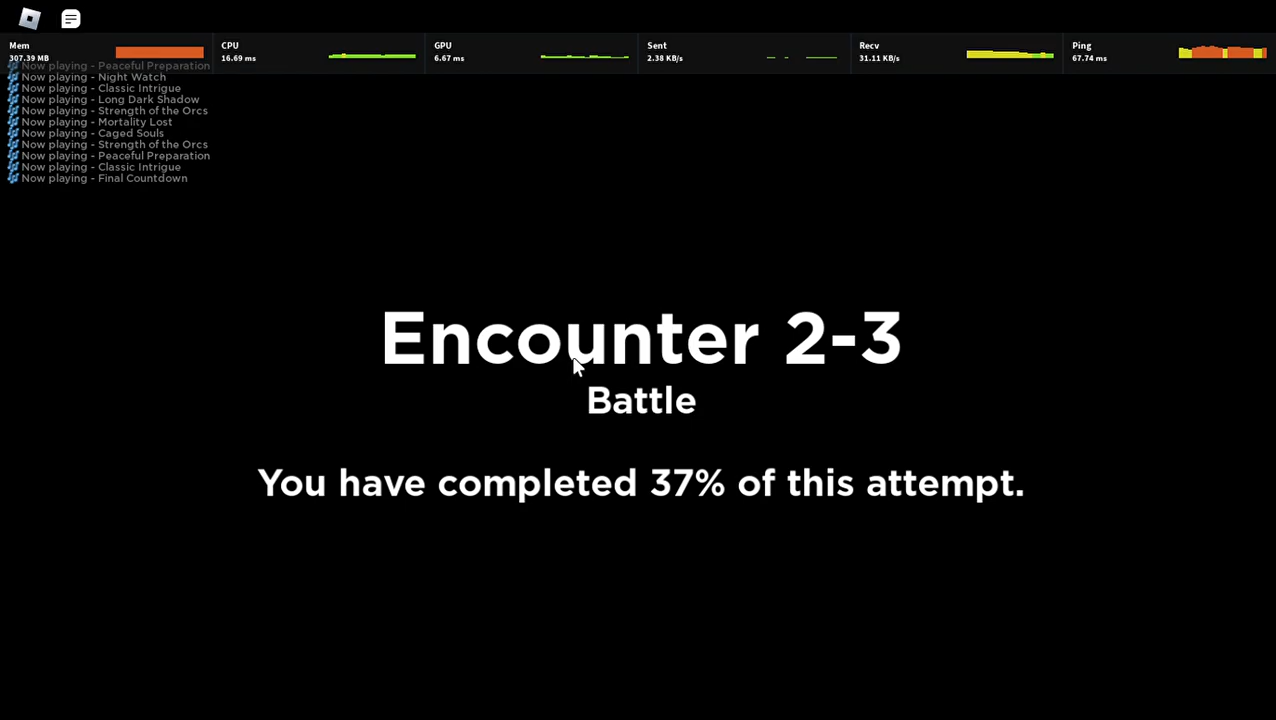 Mem
307.39 MB
CPU
16.69 ms
GPU
6.67 ms
Sent
2.38 KB/s
Recv
31.11 KB/s
Ping
67.74 ms
Now playing - Peaceful Preparation
Now playing - Night Watch
Now playing - Classic Intrigue
Now playing - Long Dark Shadow
Now playing - Strength of the Orcs
Now playing - Mortality Lost
Now playing - Caged Souls
Now playing - Strength of the Orcs
Now playing - Peaceful Preparation
Now playing - Classic Intrigue
Now playing - Final Countdown
Encounter 2-3
Battle
You have completed 37% of this attempt.